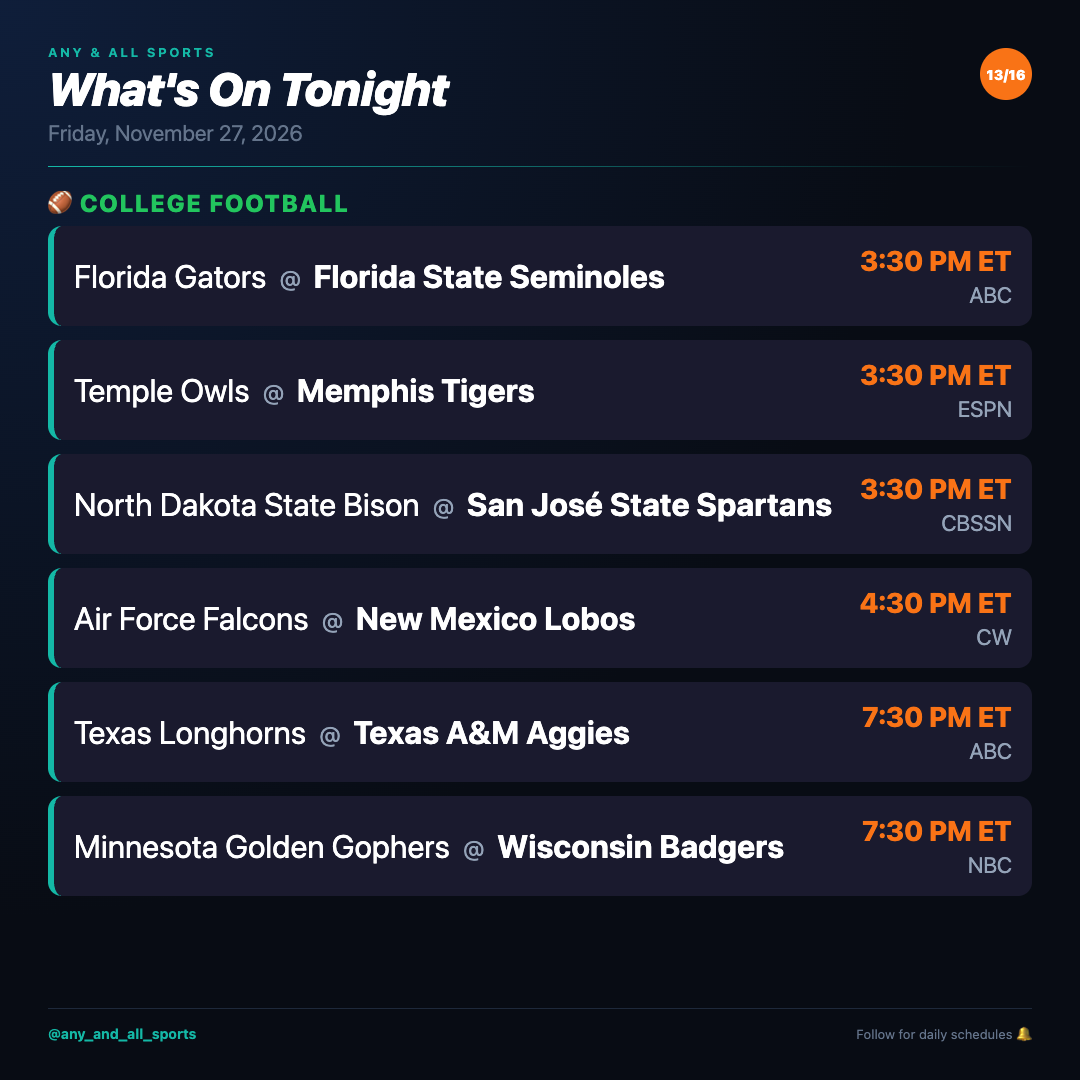 ANY & ALL SPORTS
What's On Tonight
13/16
Friday, November 27, 2026
🏈 COLLEGE FOOTBALL
Florida Gators @ Florida State Seminoles
3:30 PM ET
ABC
Temple Owls @ Memphis Tigers
3:30 PM ET
ESPN
North Dakota State Bison @ San José State Spartans
3:30 PM ET
CBSSN
Air Force Falcons @ New Mexico Lobos
4:30 PM ET
CW
Texas Longhorns @ Texas A&M Aggies
7:30 PM ET
ABC
Minnesota Golden Gophers @ Wisconsin Badgers
7:30 PM ET
NBC
@any_and_all_sports
Follow for daily schedules 🔔